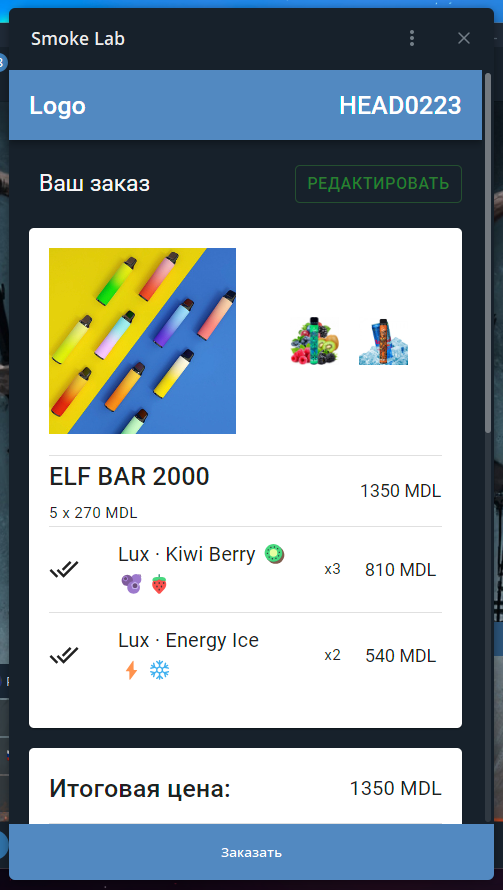 Smoke Lab
Logo
HEAD0223
Ваш заказ
РЕДАКТИРОВАТЬ
ELF BAR 2000
1350 MDL
5 x 270 MDL
Lux · Kiwi Berry 🥝
🫐 🍓
x3
810 MDL
Lux · Energy Ice
⚡ ❄️
x2
540 MDL
Итоговая цена:
1350 MDL
Заказать